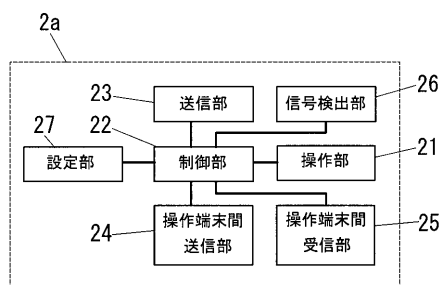 2a
23
送信部
信号検出部
26
27
22
設定部
制御部
操作部
21
24
操作端末間
送信部
操作端末間
受信部
25